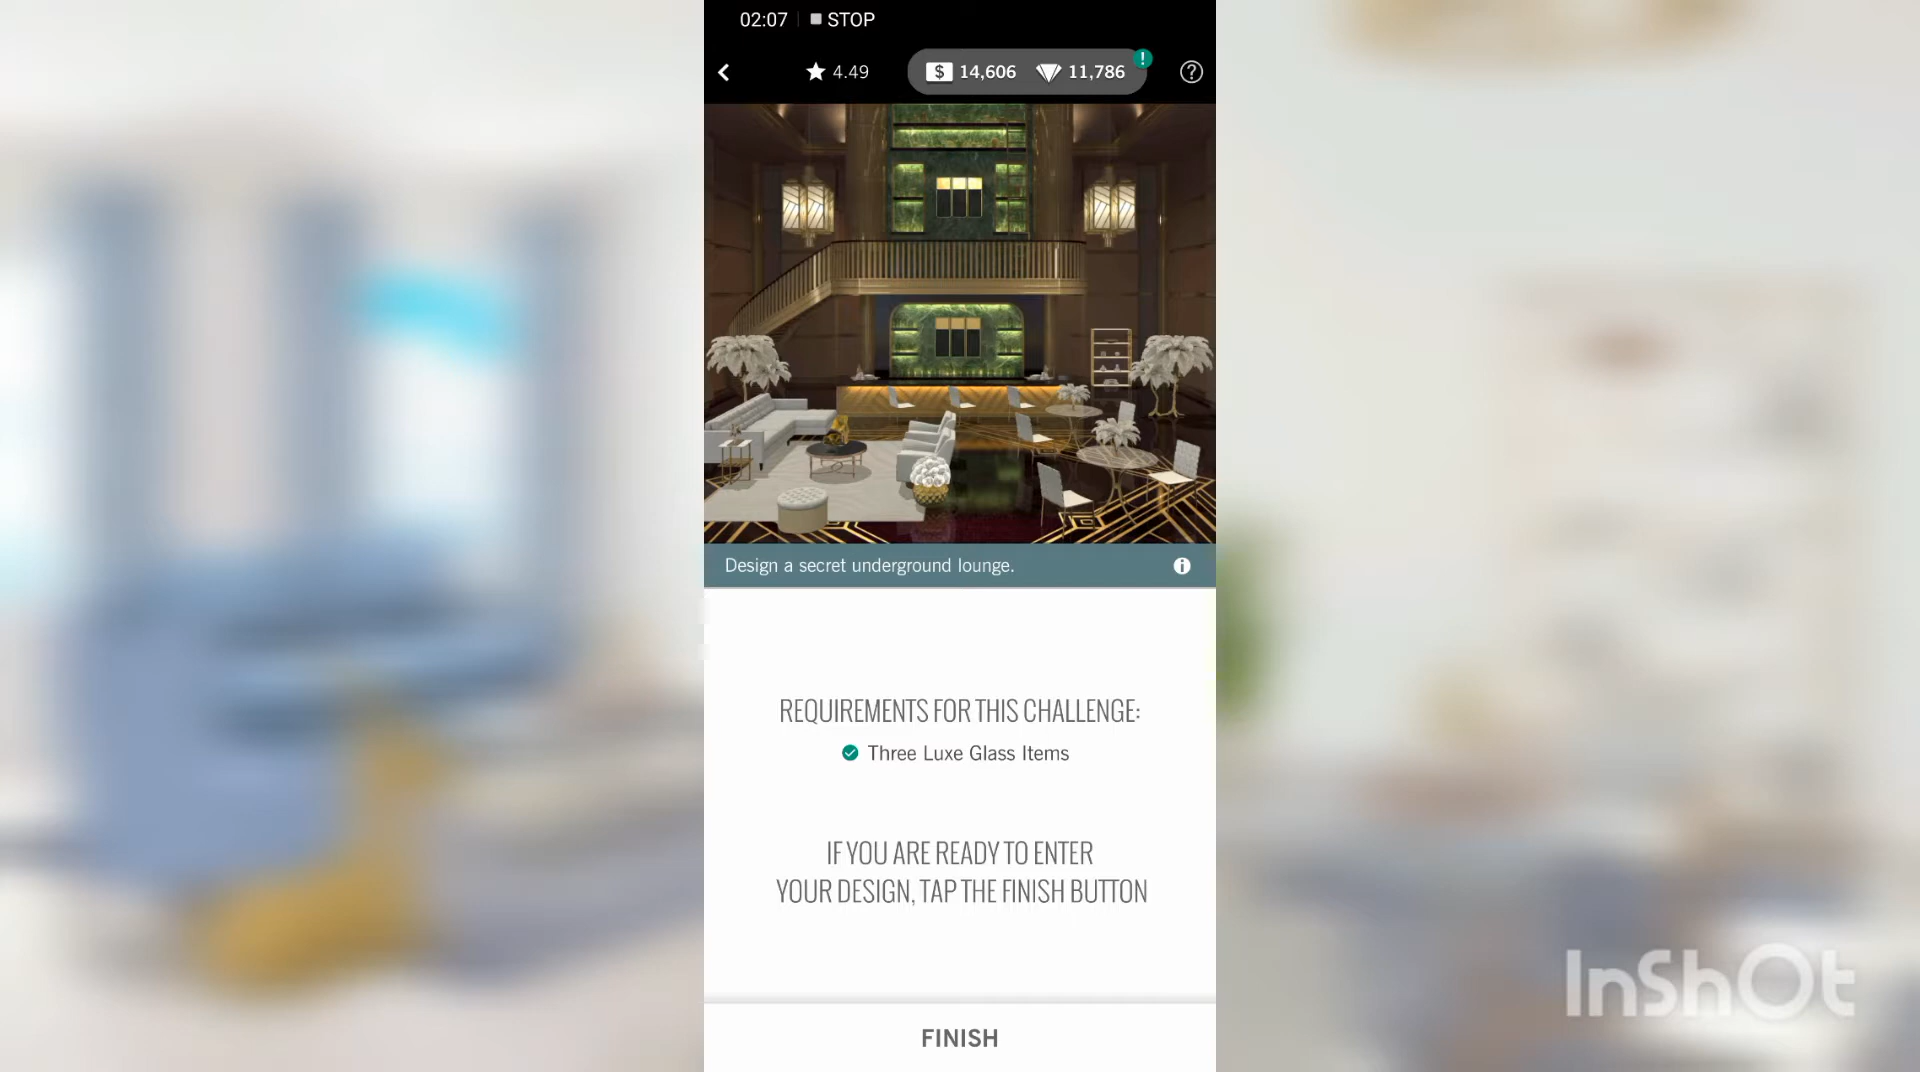 02:07 STOP
4.49 $ 14,606 11,786 ! ?
Design a secret underground lounge. i
REQUIREMENTS FOR THIS CHALLENGE:
Three Luxe Glass Items
IF YOU ARE READY TO ENTER
YOUR DESIGN, TAP THE FINISH BUTTON
InShOt
FINISH